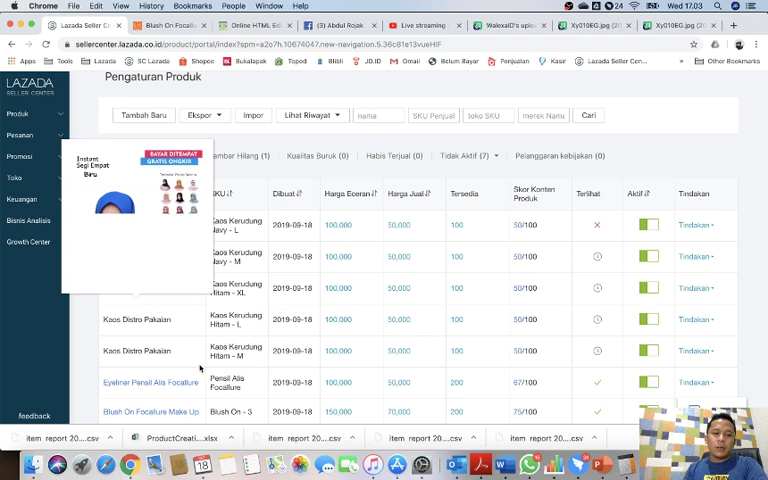 Chrome File Edit View History Bookmarks People Window Help
26 Wed 17.03
Lazada Seller Center
Blush On Focallu
Online HTML Edi
(3) Abdul Rojak
Live streaming
WalexaID's uplo
Xy010EG.jpg
Xy010EG.jpg
sellercenter.lazada.co.id/product/portal/index?spm=a2o7h.10674047.new-navigation.5.36c81e13vueHIF
Apps Tools Lazada SC Lazada Shopee Bukalapak Topod Blibli JD.ID Gmail Belum Bayar Penjualan Kasir Lazada Seller Cen... Other Bookmarks
LAZADA
SELLER CENTER
Produk
Pesanan
Promosi
Toko
Keuangan
Bisnis Analisis
Growth Center
feedback
Pengaturan Produk
Tambah Baru Ekspor Impor Lihat Riwayat nama SKU Penjual toko SKU merek Nama Cari
ambar Hilang (1) Kualitas Buruk (0) Habis Terjual (0) Tidak Aktif (7) Pelanggaran kebijakan (0)
Instant
Segi Empat
Biru
BAYAR DITEMPAT
GRATIS ONGKIR
SKU Dibuat Harga Eceran Harga Jual Tersedia Skor Konten Produk Terlihat Aktif Tindakan
Kaos Kerudung Navy - L 2019-09-18 100,000 50,000 100 50/100 Tindakan
Kaos Kerudung Navy - M 2019-09-18 100,000 50,000 100 50/100 Tindakan
Kaos Kerudung Hitam - XL 2019-09-18 100,000 50,000 100 50/100 Tindakan
Kaos Distro Pakaian Kaos Kerudung Hitam - L 2019-09-18 100,000 50,000 100 50/100 Tindakan
Kaos Distro Pakaian Kaos Kerudung Hitam - M 2019-09-18 100,000 50,000 100 50/100 Tindakan
Eyeliner Pensil Alis Focallure Pensil Alis Focallure 2019-09-18 100,000 50,000 200 67/100 Tindakan
Blush On Focallure Make Up Blush On - 3 2019-09-18 150,000 70,000 200 75/100
item report 20....csv
ProductCreati....xlsx
item report 20....csv
item report 20....csv
item report 20....csv